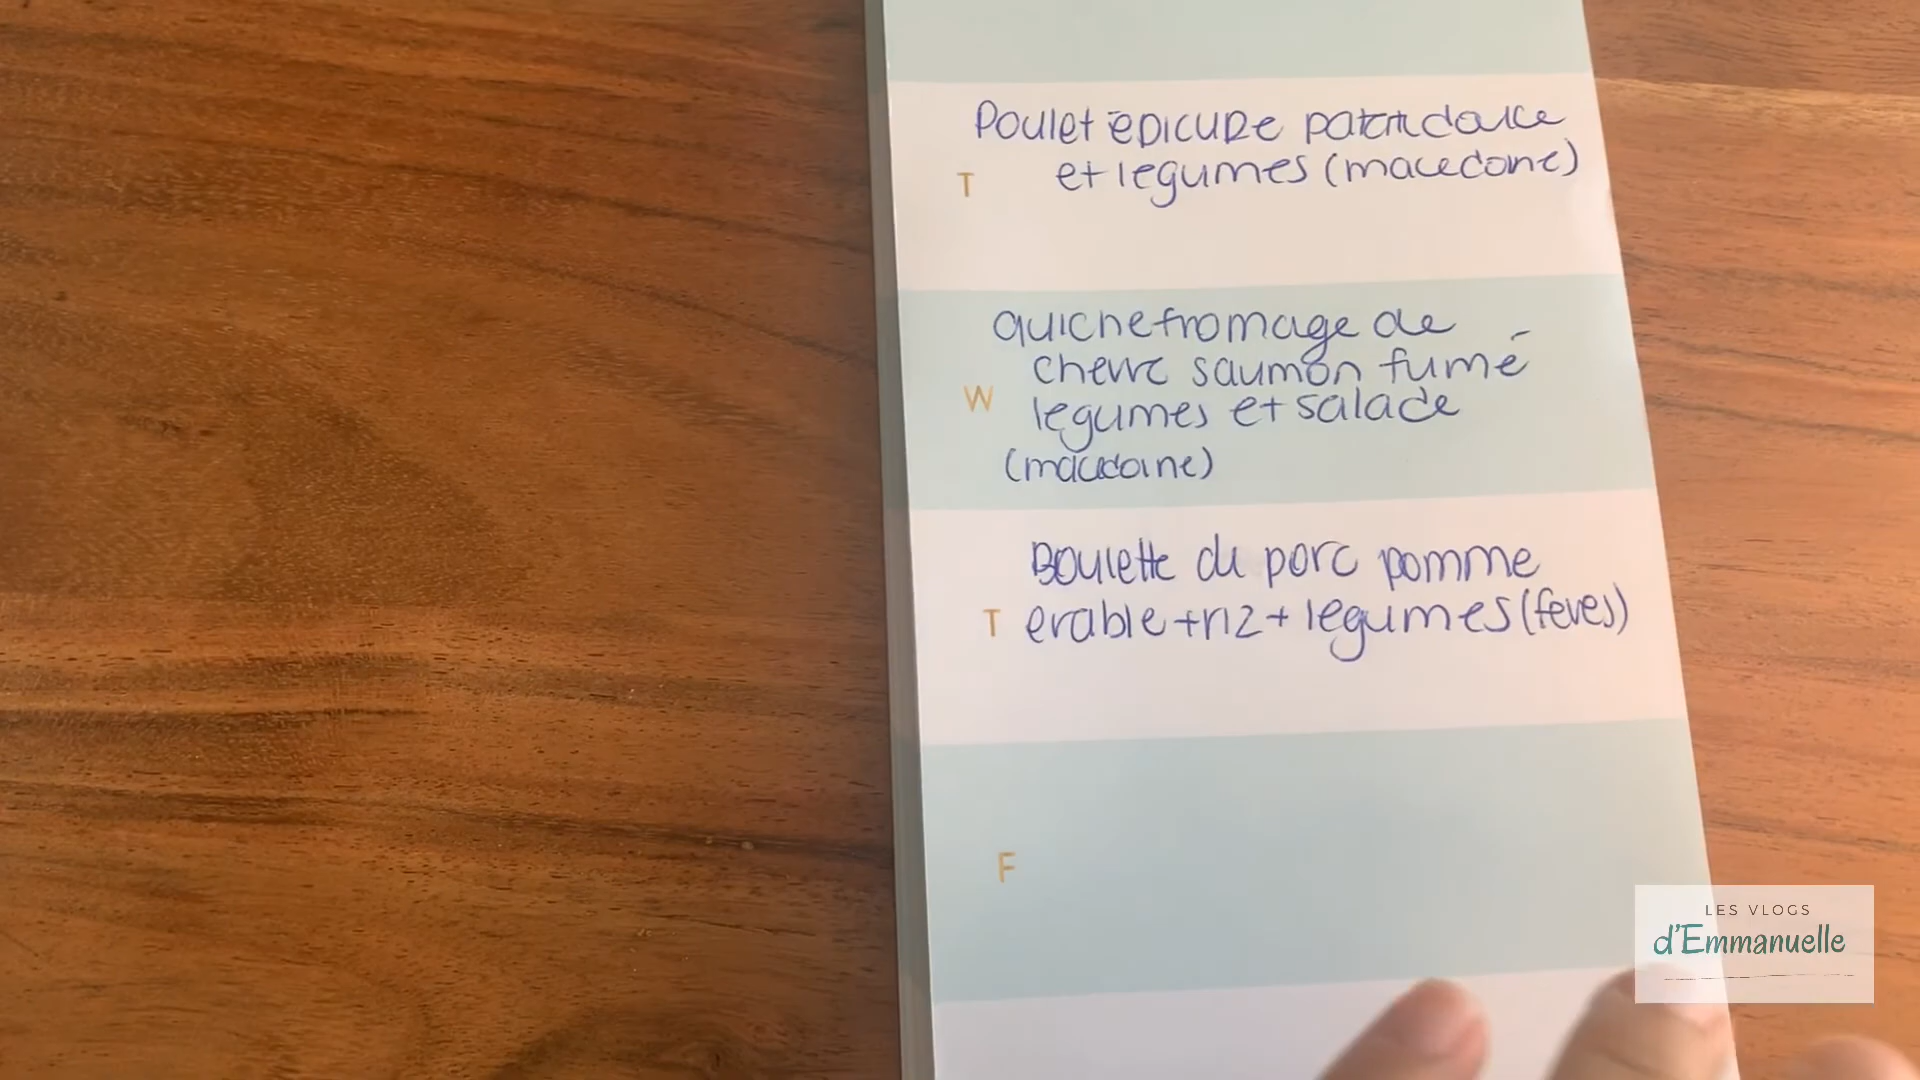 Poulet epicure patate douce
T et legumes (macedoine)
Quiche fromage de
chevre saumon fumé
W legumes et salade
(macedoine)
Boulette de porc pomme
T erable + riz + legumes (feves)
F
LES VLOGS
d'Emmanuelle